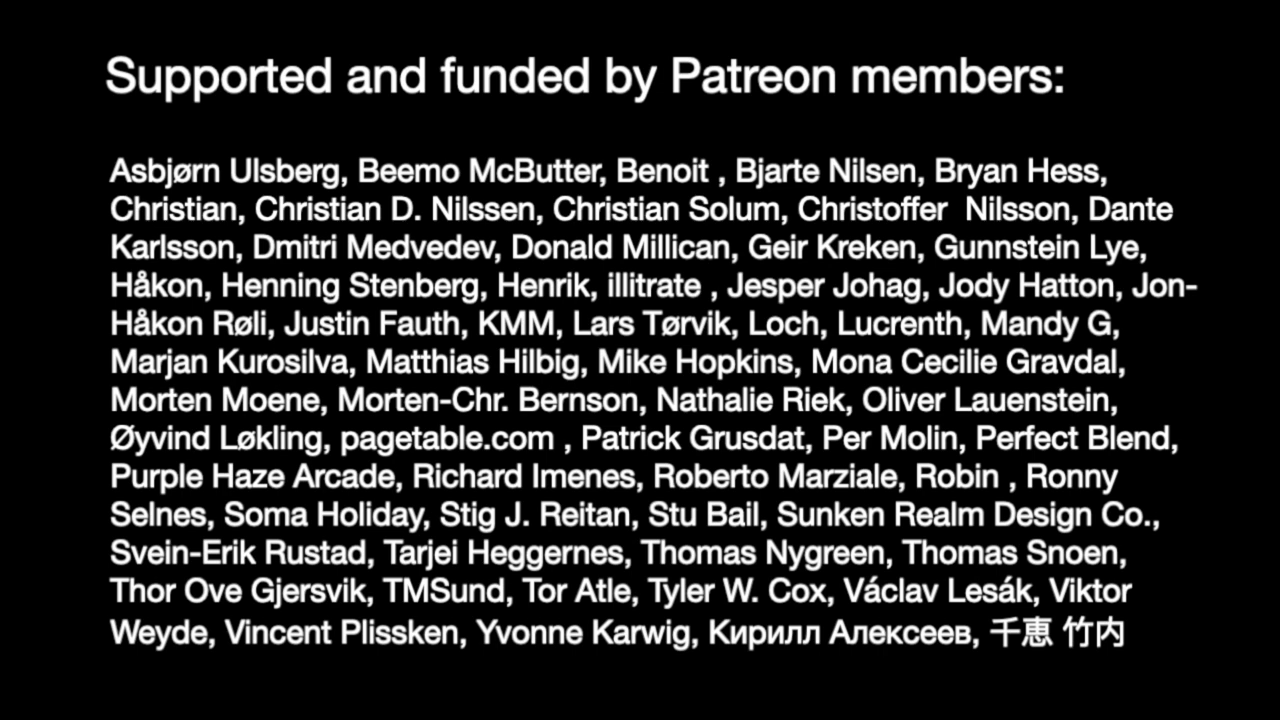 Supported and funded by Patreon members:
Asbjørn Ulsberg, Beemo McButter, Benoit , Bjarte Nilsen, Bryan Hess,
Christian, Christian D. Nilssen, Christian Solum, Christoffer  Nilsson, Dante
Karlsson, Dmitri Medvedev, Donald Millican, Geir Kreken, Gunnstein Lye,
Håkon, Henning Stenberg, Henrik, illitrate , Jesper Johag, Jody Hatton, Jon-
Håkon Røli, Justin Fauth, KMM, Lars Tørvik, Loch, Lucrenth, Mandy G,
Marjan Kurosilva, Matthias Hilbig, Mike Hopkins, Mona Cecilie Gravdal,
Morten Moene, Morten-Chr. Bernson, Nathalie Riek, Oliver Lauenstein,
Øyvind Løkling, pagetable.com , Patrick Grusdat, Per Molin, Perfect Blend,
Purple Haze Arcade, Richard Imenes, Roberto Marziale, Robin , Ronny
Selnes, Soma Holiday, Stig J. Reitan, Stu Bail, Sunken Realm Design Co.,
Svein-Erik Rustad, Tarjei Heggernes, Thomas Nygreen, Thomas Snoen,
Thor Ove Gjersvik, TMSund, Tor Atle, Tyler W. Cox, Václav Lesák, Viktor
Weyde, Vincent Plissken, Yvonne Karwig, Кирилл Алексеев, 千恵 竹内